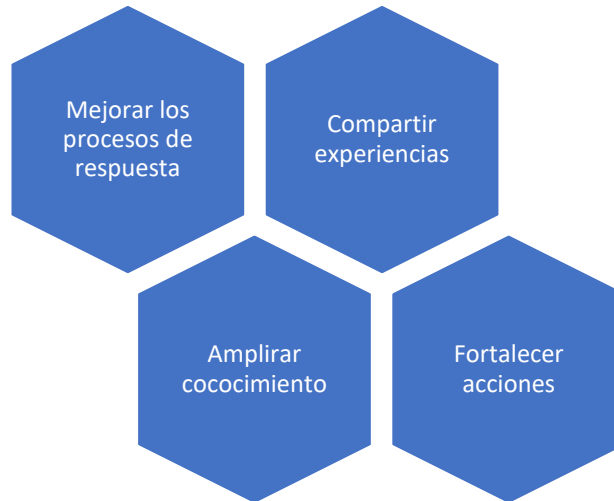 Mejorar los
procesos de
respuesta
Compartir
experiencias
Amplirar
cococimiento
Fortalecer
acciones